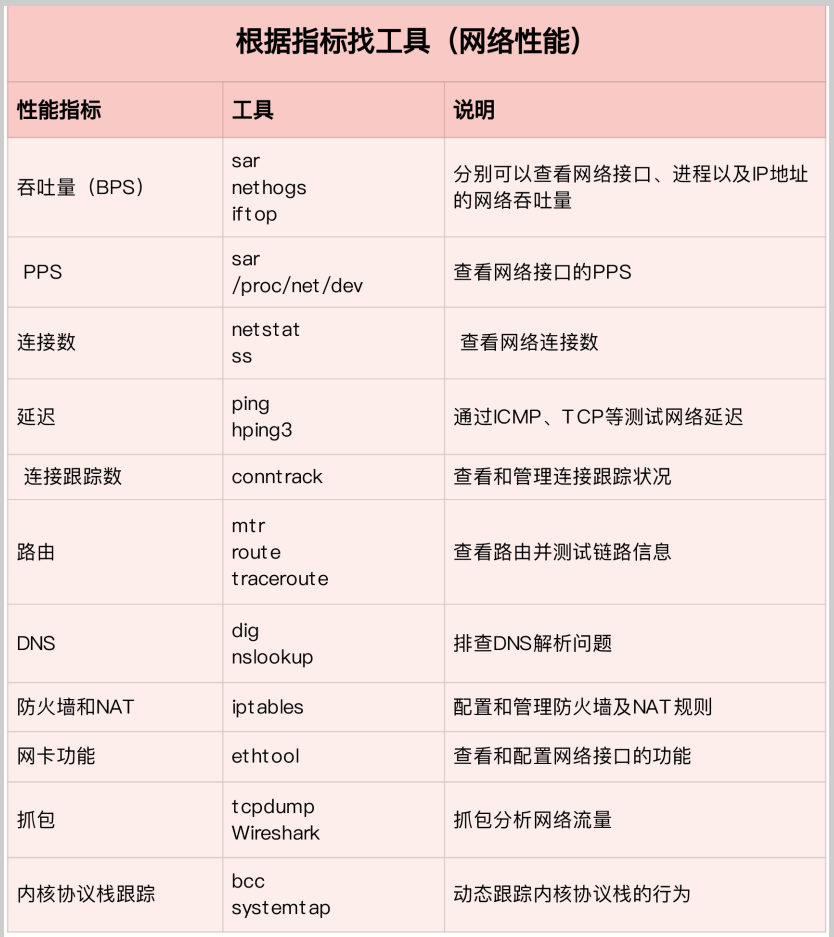 根据指标找工具（网络性能）
性能指标
工具
说明
吞吐量（BPS）
sar
nethogs
iftop
分别可以查看网络接口、进程以及IP地址
的网络吞吐量
PPS
sar
/proc/net/dev
查看网络接口的PPS
连接数
netstat
ss
查看网络连接数
延迟
ping
hping3
通过ICMP、TCP等测试网络延迟
连接跟踪数
conntrack
查看和管理连接跟踪状况
路由
mtr
route
traceroute
查看路由并测试链路信息
DNS
dig
nslookup
排查DNS解析问题
防火墙和NAT
iptables
配置和管理防火墙及NAT规则
网卡功能
ethtool
查看和配置网络接口的功能
抓包
tcpdump
Wireshark
抓包分析网络流量
内核协议栈跟踪
bcc
systemtap
动态跟踪内核协议栈的行为